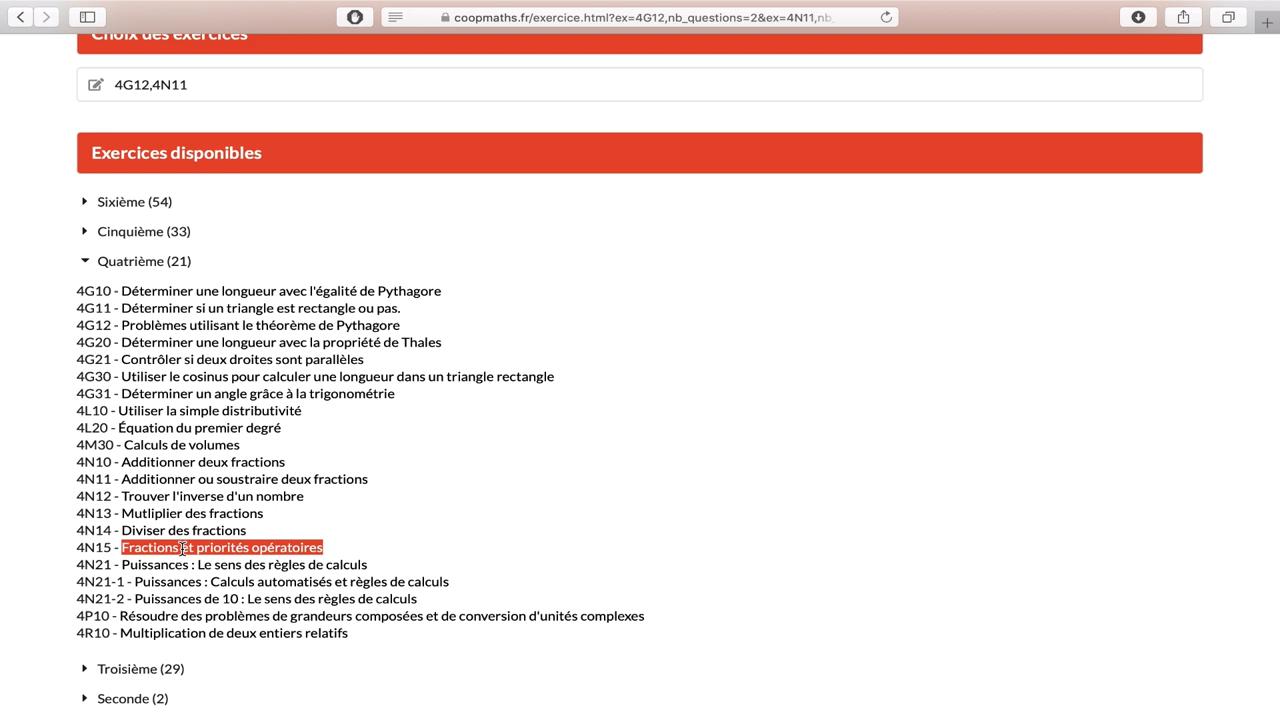 coopmaths.fr/exercice.html?ex=4G12,nb_questions=2&ex=4N11,nb_
Choix des exercices
4G12,4N11
Exercices disponibles
Sixième (54)
Cinquième (33)
Quatrième (21)
4G10 - Déterminer une longueur avec l'égalité de Pythagore
4G11 - Déterminer si un triangle est rectangle ou pas.
4G12 - Problèmes utilisant le théorème de Pythagore
4G20 - Déterminer une longueur avec la propriété de Thales
4G21 - Contrôler si deux droites sont parallèles
4G30 - Utiliser le cosinus pour calculer une longueur dans un triangle rectangle
4G31 - Déterminer un angle grâce à la trigonométrie
4L10 - Utiliser la simple distributivité
4L20 - Équation du premier degré
4M30 - Calculs de volumes
4N10 - Additionner deux fractions
4N11 - Additionner ou soustraire deux fractions
4N12 - Trouver l'inverse d'un nombre
4N13 - Mutliplier des fractions
4N14 - Diviser des fractions
4N15 - Fractions et priorités opératoires
4N21 - Puissances : Le sens des règles de calculs
4N21-1 - Puissances : Calculs automatisés et règles de calculs
4N21-2 - Puissances de 10 : Le sens des règles de calculs
4P10 - Résoudre des problèmes de grandeurs composées et de conversion d'unités complexes
4R10 - Multiplication de deux entiers relatifs
Troisième (29)
Seconde (2)